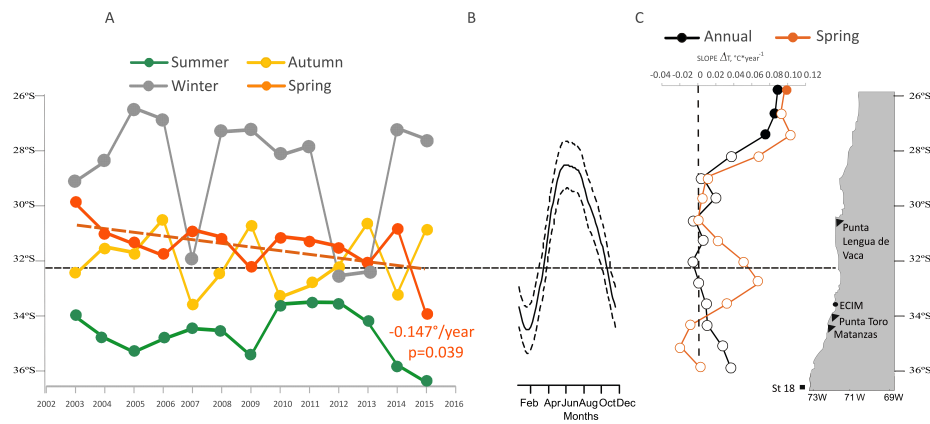 A
B
C
Summer
Autumn
Winter
Spring
26°S
28°S
30°S
32°S
34°S
36°S
-0.147°/year
p=0.039
2002 2003 2004 2005 2006 2007 2008 2009 2010 2011 2012 2013 2014 2015 2016
Feb Apr Jun Aug Oct Dec
Months
Annual
Spring
SLOPE ΔT, °C*year⁻¹
-0.04 -0.02 0 0.02 0.04 0.06 0.08 0.10 0.12
26°S
28°S
30°S
32°S
34°S
36°S
Punta
Lengua de
Vaca
ECIM
Punta Toro
Matanzas
St 18
73W 71W 69W